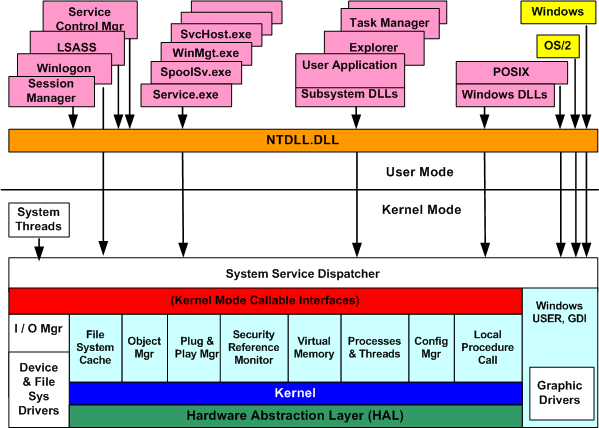 Service
Control Mgr
LSASS
Winlogon
Session
Manager
SvcHost.exe
WinMgt.exe
SpoolSv.exe
Service.exe
Task Manager
Explorer
User Application
Subsystem DLLs
POSIX
Windows DLLs
Windows
OS/2
NTDLL.DLL
User Mode
Kernel Mode
System
Threads
System Service Dispatcher
(Kernel Mode Callable Interfaces)
I / O Mgr
Device
& File
Sys
Drivers
File
System
Cache
Object
Mgr
Plug &
Play Mgr
Security
Reference
Monitor
Virtual
Memory
Processes
& Threads
Config
Mgr
Local
Procedure
Call
Windows
USER, GDI
Graphic
Drivers
Kernel
Hardware Abstraction Layer (HAL)